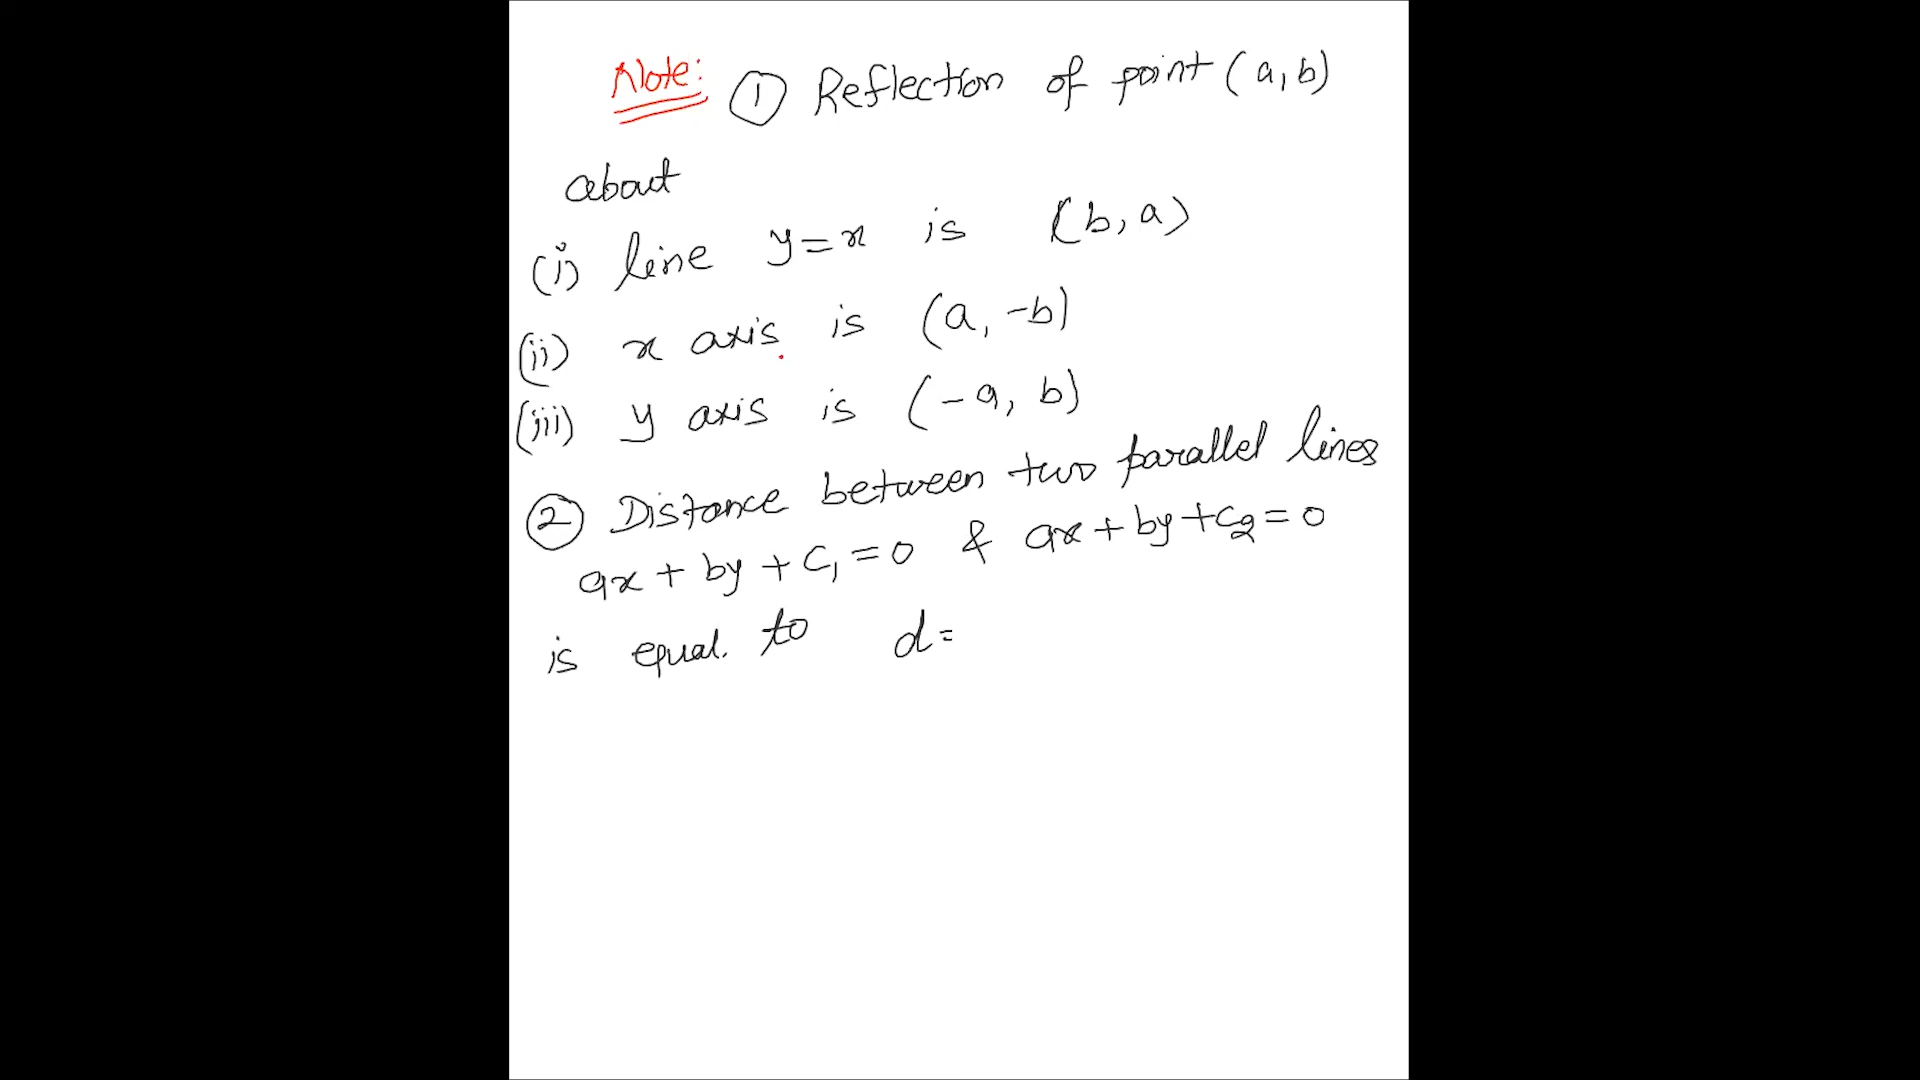 Note: ① Reflection of point (a, b)
about
(i) line y=x is (b, a)
(ii) x axis is (a, -b)
(iii) y axis is (-a, b)
② Distance between two parallel lines
ax + by + c₁ = 0 & ax + by + c₂ = 0
is equal. to d=